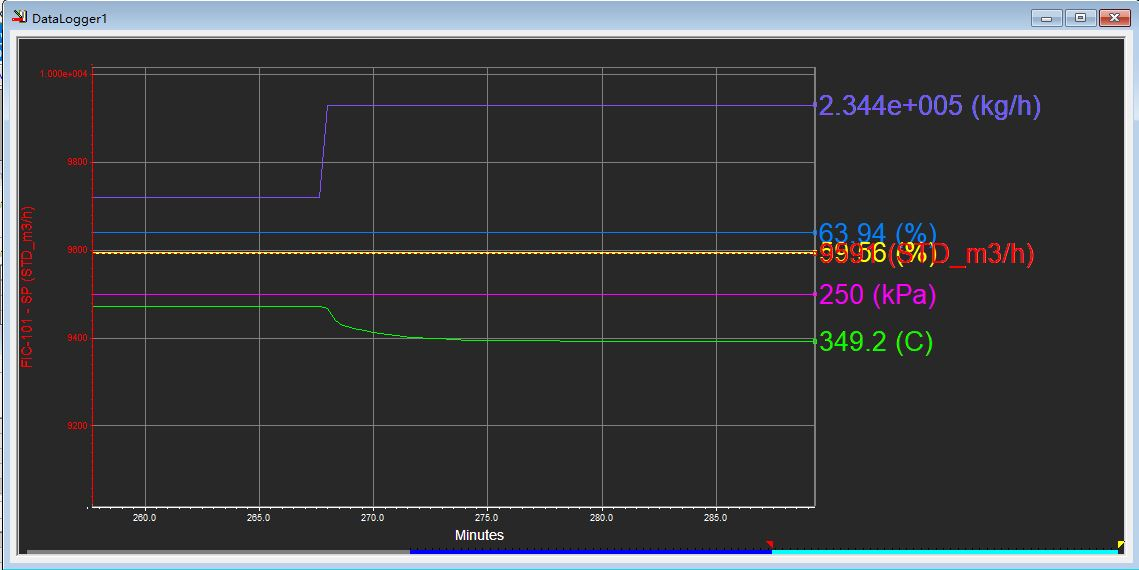 DataLogger1
1.000e+004
9800
9600
9400
9200
FIC-101 - SP (STD_m3/h)
2.344e+005 (kg/h)
63.94 (%)
(STD_m3/h)
250 (kPa)
349.2 (C)
260.0
265.0
270.0
275.0
280.0
285.0
Minutes